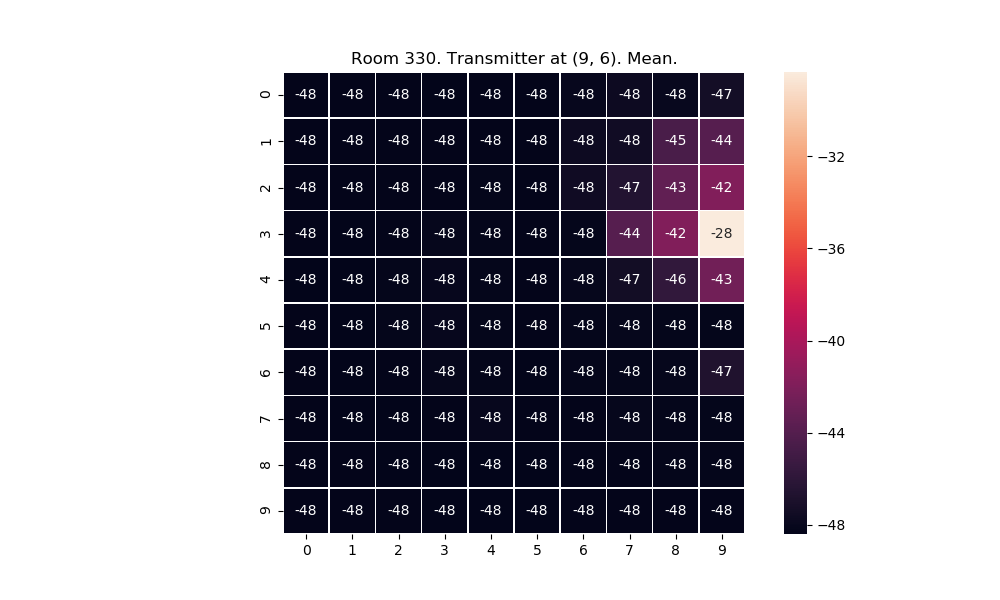 Room 330. Transmitter at (9, 6). Mean.
0 -48 -48 -48 -48 -48 -48 -48 -48 -48 -47
1 -48 -48 -48 -48 -48 -48 -48 -48 -45 -44
2 -48 -48 -48 -48 -48 -48 -48 -47 -43 -42
3 -48 -48 -48 -48 -48 -48 -48 -44 -42 -28
4 -48 -48 -48 -48 -48 -48 -48 -47 -46 -43
5 -48 -48 -48 -48 -48 -48 -48 -48 -48 -48
6 -48 -48 -48 -48 -48 -48 -48 -48 -48 -47
7 -48 -48 -48 -48 -48 -48 -48 -48 -48 -48
8 -48 -48 -48 -48 -48 -48 -48 -48 -48 -48
9 -48 -48 -48 -48 -48 -48 -48 -48 -48 -48
0 1 2 3 4 5 6 7 8 9
−32
−36
−40
−44
−48